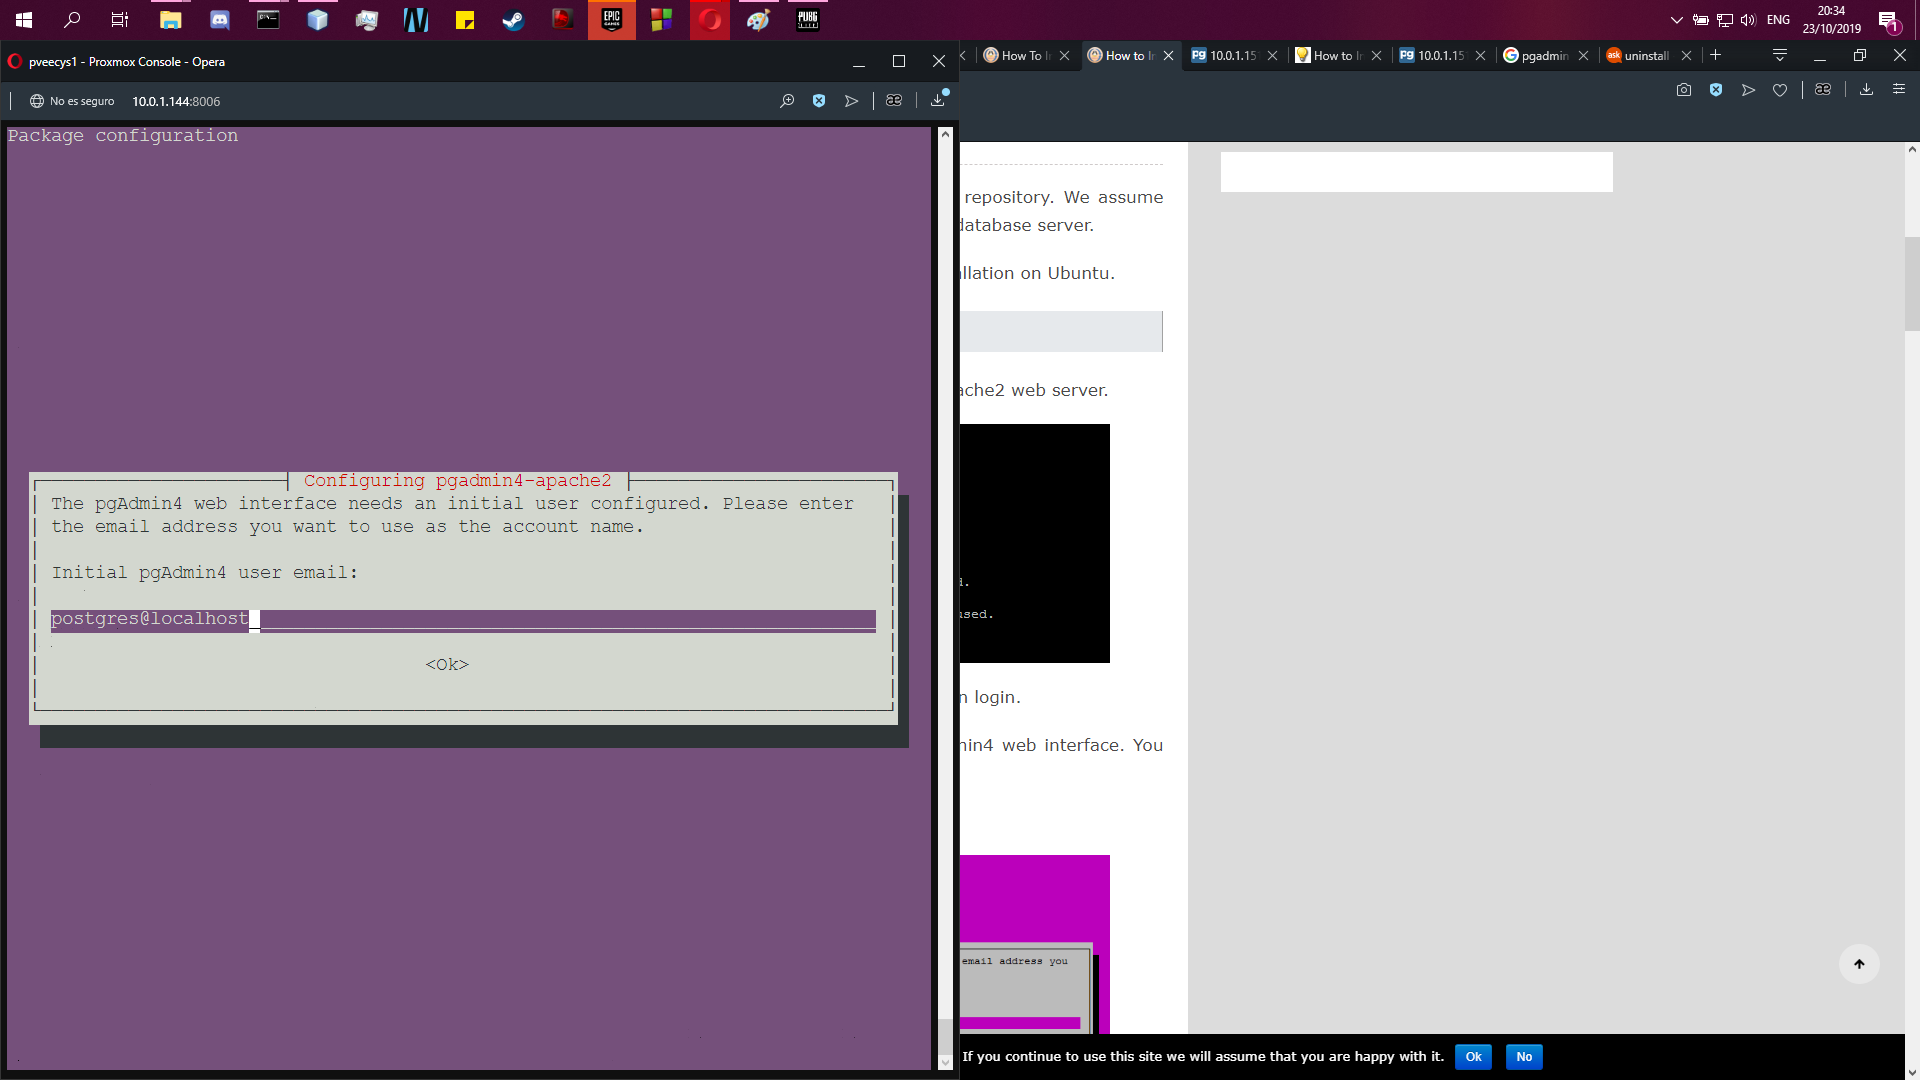 EPIC
GAMES
PUBG
ENG
20:34
23/10/2019
1
pveecys1 - Proxmox Console - Opera
How To I
How to I
10.0.1.15
How to I
10.0.1.15
pgadmin
ask
uninstall
No es seguro
10.0.1.144:8006
Package configuration
repository. We assume
database server.
llation on Ubuntu.
ache2 web server.
Configuring pgadmin4-apache2
The pgAdmin4 web interface needs an initial user configured. Please enter
the email address you want to use as the account name.
Initial pgAdmin4 user email:
postgres@localhost
<Ok>
used.
n login.
min4 web interface. You
email address you
If you continue to use this site we will assume that you are happy with it.
Ok
No